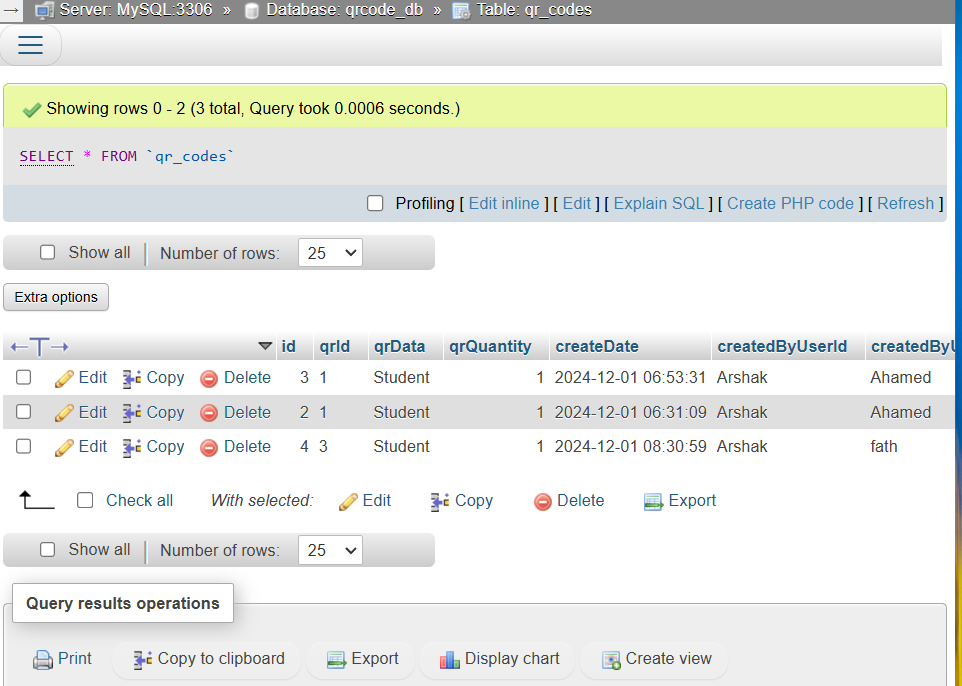 Server: MySQL:3306 » Database: qrcode_db » Table: qr_codes
Showing rows 0 - 2 (3 total, Query took 0.0006 seconds.)
SELECT * FROM `qr_codes`
Profiling [ Edit inline ] [ Edit ] [ Explain SQL ] [ Create PHP code ] [ Refresh ]
Show all Number of rows: 25
Extra options
←T→ id qrId qrData qrQuantity createDate createdByUserId createdByU
Edit Copy Delete 3 1 Student 1 2024-12-01 06:53:31 Arshak Ahamed
Edit Copy Delete 2 1 Student 1 2024-12-01 06:31:09 Arshak Ahamed
Edit Copy Delete 4 3 Student 1 2024-12-01 08:30:59 Arshak fath
Check all With selected: Edit Copy Delete Export
Show all Number of rows: 25
Query results operations
Print Copy to clipboard Export Display chart Create view